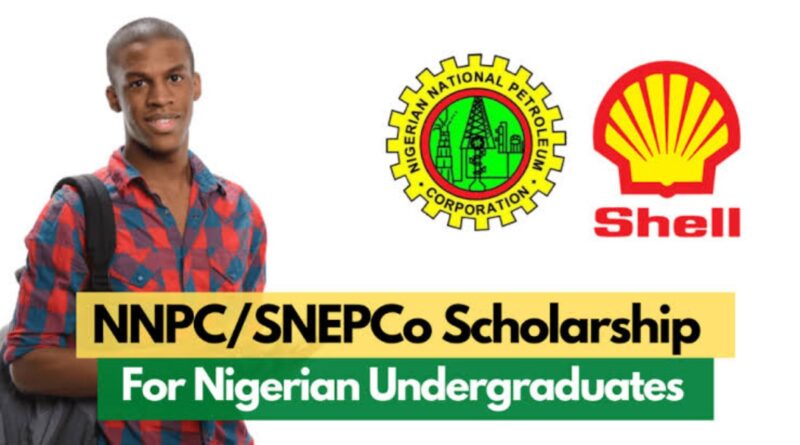 NIGERIAN NATIONAL PETROLEUM
CORPORATION
Shell
NNPC/SNEPCo Scholarship
For Nigerian Undergraduates